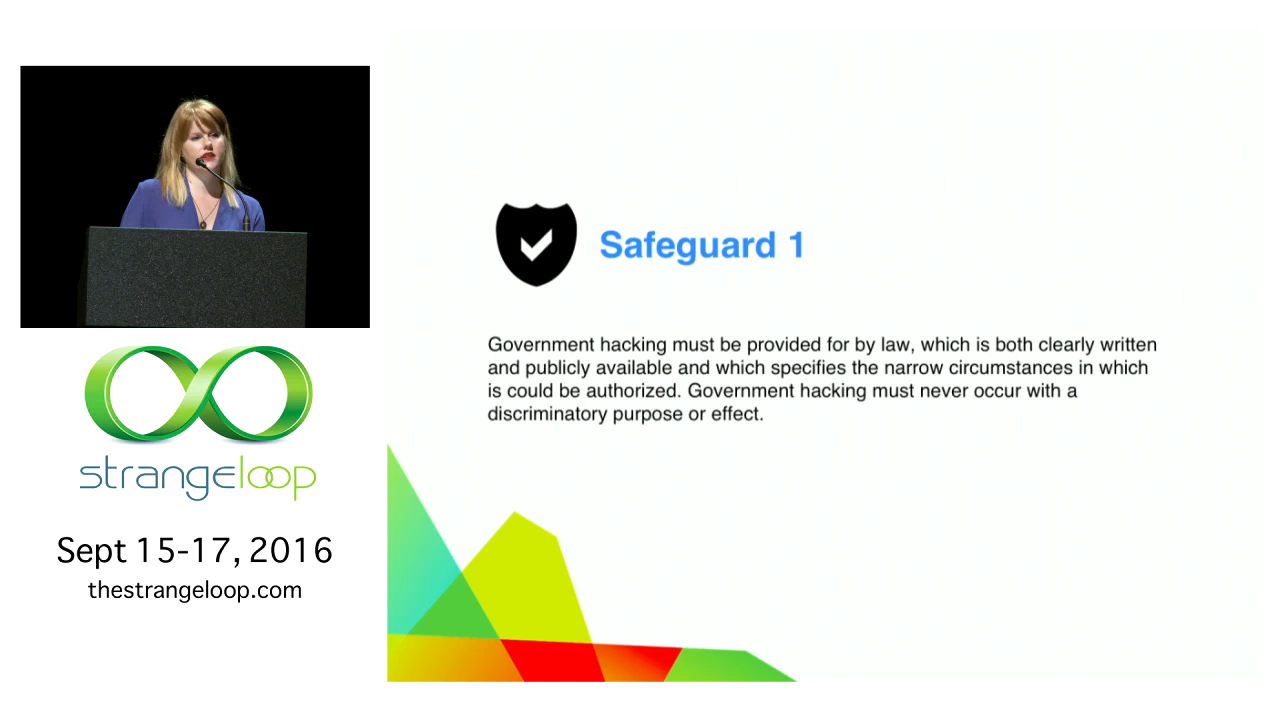 strangeloop
Sept 15-17, 2016
thestrangeloop.com
Safeguard 1
Government hacking must be provided for by law, which is both clearly written
and publicly available and which specifies the narrow circumstances in which
is could be authorized. Government hacking must never occur with a
discriminatory purpose or effect.